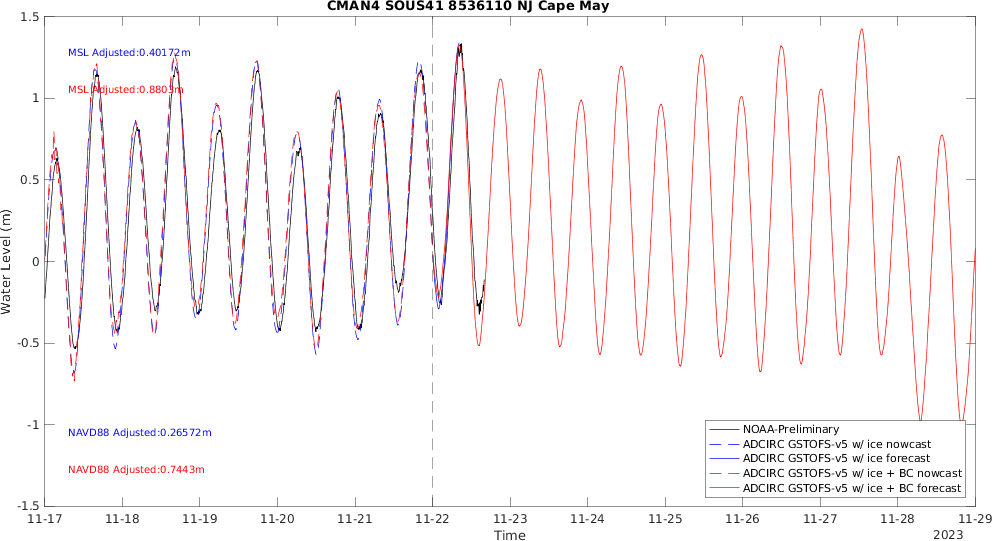 CMAN4 SOUS41 8536110 NJ Cape May
1.5
1
0.5
0
-0.5
-1
-1.5
Water Level (m)
MSL Adjusted:0.40172m
MSL Adjusted:0.8803m
NAVD88 Adjusted:0.26572m
NAVD88 Adjusted:0.7443m
NOAA-Preliminary
ADCIRC GSTOFS-v5 w/ ice nowcast
ADCIRC GSTOFS-v5 w/ ice forecast
ADCIRC GSTOFS-v5 w/ ice + BC nowcast
ADCIRC GSTOFS-v5 w/ ice + BC forecast
11-17 11-18 11-19 11-20 11-21 11-22 11-23 11-24 11-25 11-26 11-27 11-28 11-29
Time
2023